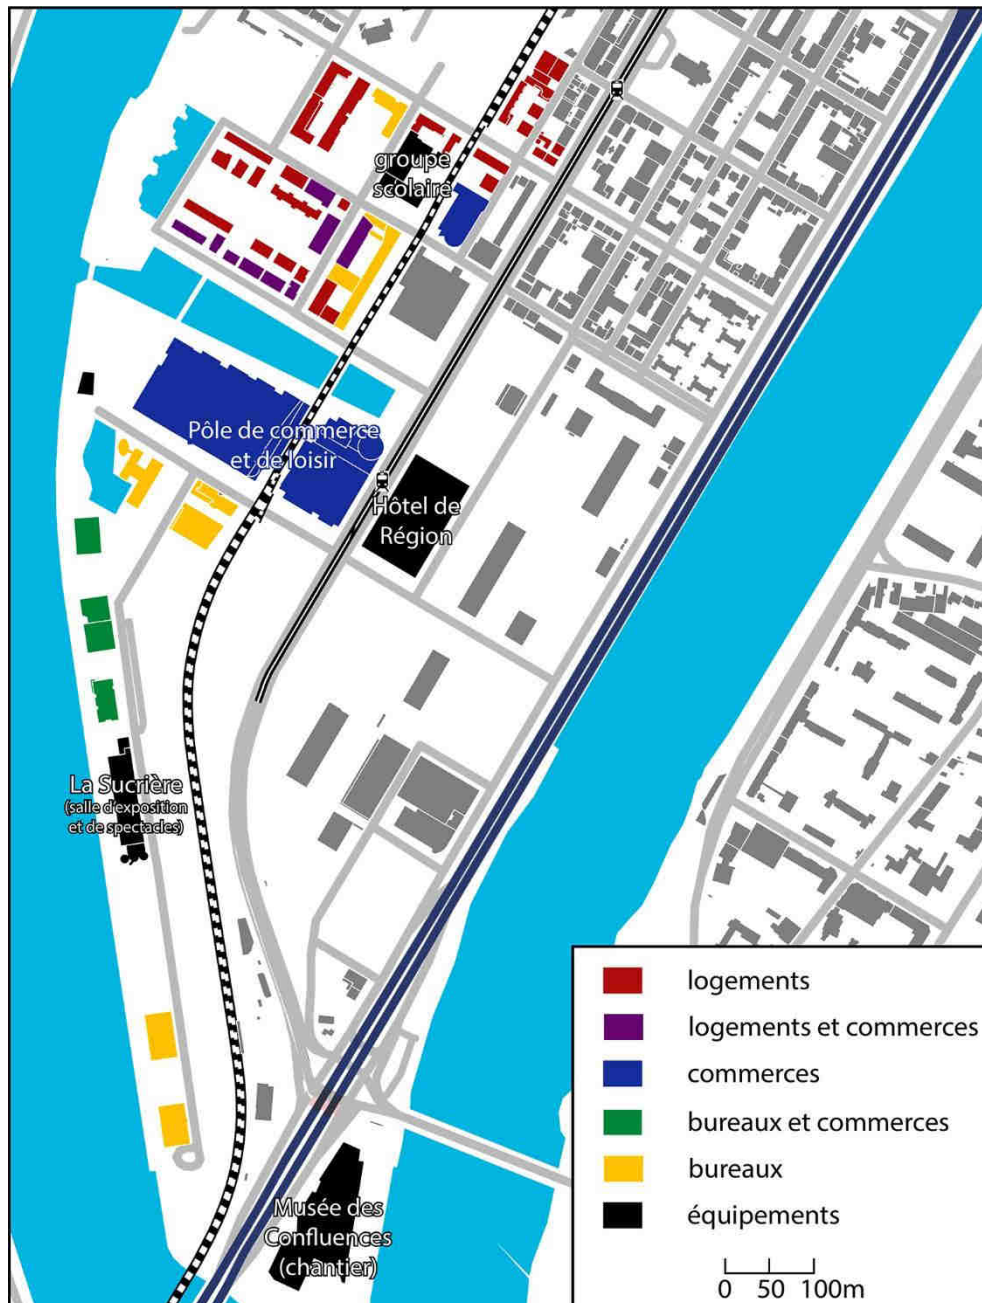 groupe
scolaire
Pôle de commerce
et de loisir
Hôtel de
Région
La Sucrière
(salle d'exposition
et de spectacles)
Musée des
Confluences
(chantier)
logements
logements et commerces
commerces
bureaux et commerces
bureaux
équipements
0 50 100m